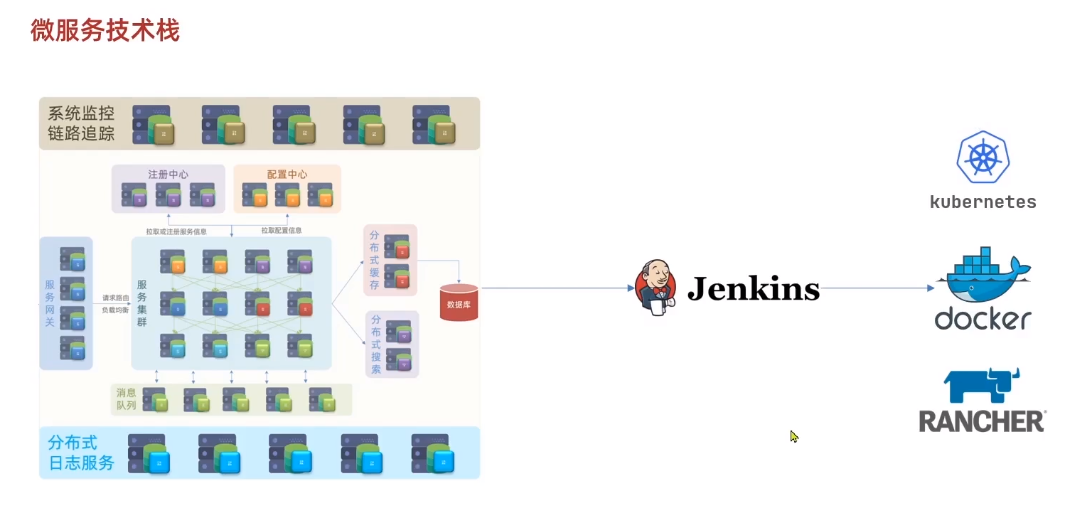 微服务技术栈
系统监控
链路追踪
注册中心
配置中心
拉取或注册服务信息
拉取配置信息
服务网关
请求路由
负载均衡
服务集群
分布式缓存
数据库
分布式搜索
消息
队列
分布式
日志服务
Jenkins
kubernetes
docker
RANCHER